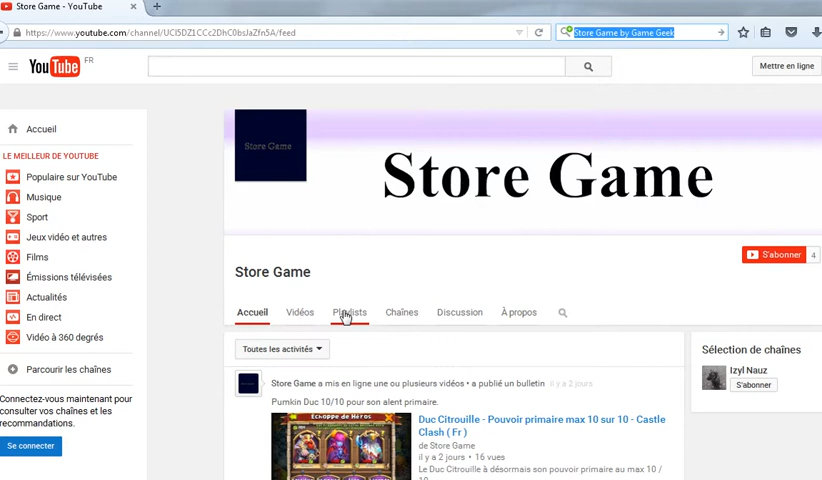 Store Game - YouTube
https://www.youtube.com/channel/UCI5DZ1CCc2DhC0bsJaZfn5A/feed
Store Game by Game Geek
YouTube FR
Mettre en ligne
Accueil
LE MEILLEUR DE YOUTUBE
Populaire sur YouTube
Musique
Sport
Jeux vidéo et autres
Films
Émissions télévisées
Actualités
En direct
Vidéo à 360 degrés
Parcourir les chaînes
Connectez-vous maintenant pour
consulter vos chaînes et les
recommandations.
Se connecter
Store Game
Store Game
S'abonner 4
Store Game
Accueil Vidéos Playlists Chaînes Discussion À propos
Toutes les activités
Store Game a mis en ligne une ou plusieurs vidéos • a publié un bulletin il y a 2 jours
Pumkin Duc 10/10 pour son alent primaire.
Échoppe de Héros
Duc Citrouille - Pouvoir primaire max 10 sur 10 - Castle
Clash ( Fr )
de Store Game
il y a 2 jours • 16 vues
Le Duc Citrouille à désormais son pouvoir primaire au max 10 /
Sélection de chaînes
Izyl Nauz
S'abonner